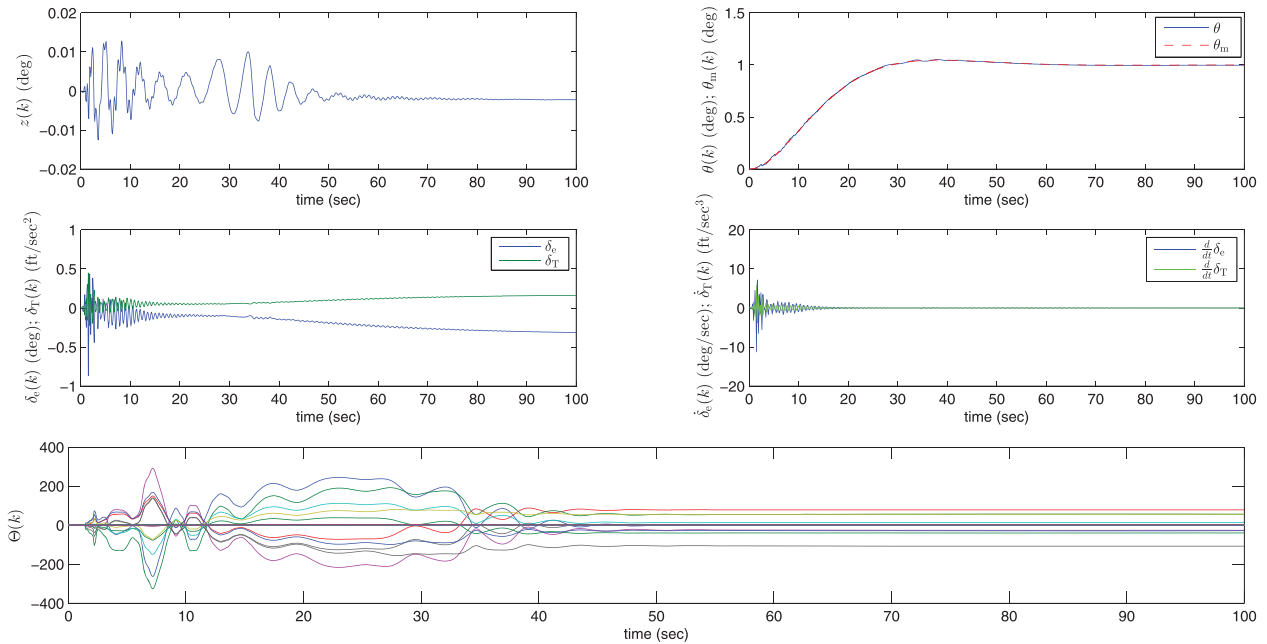 0.02
0.01
0
−0.01
−0.02
z(k) (deg)
0 10 20 30 40 50 60 70 80 90 100
time (sec)
1.5
1
0.5
0
θ(k) (deg); θm(k) (deg)
θ
θm
0 10 20 30 40 50 60 70 80 90 100
time (sec)
1
0.5
0
−0.5
−1
δe(k) (deg); δT(k) (ft/sec²)
δe
δT
0 10 20 30 40 50 60 70 80 90 100
time (sec)
20
10
0
−10
−20
δ̇e(k) (deg/sec); δ̇T(k) (ft/sec³)
d/dt δe
d/dt δT
0 10 20 30 40 50 60 70 80 90 100
time (sec)
400
200
0
−200
−400
Θ(k)
0 10 20 30 40 50 60 70 80 90 100
time (sec)